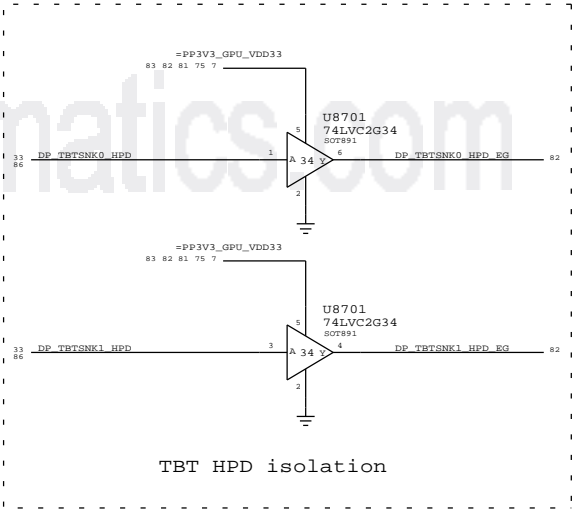 =PP3V3_GPU_VDD33
83 82 81 75 7
U8701
74LVC2G34
SOT891
5
33
86
DP_TBTSNK0_HPD
1
A 34 Y
6
DP_TBTSNK0_HPD_EG
82
2
matics.com
=PP3V3_GPU_VDD33
83 82 81 75 7
U8701
74LVC2G34
SOT891
5
33
86
DP_TBTSNK1_HPD
3
A 34 Y
4
DP_TBTSNK1_HPD_EG
82
2
TBT HPD isolation